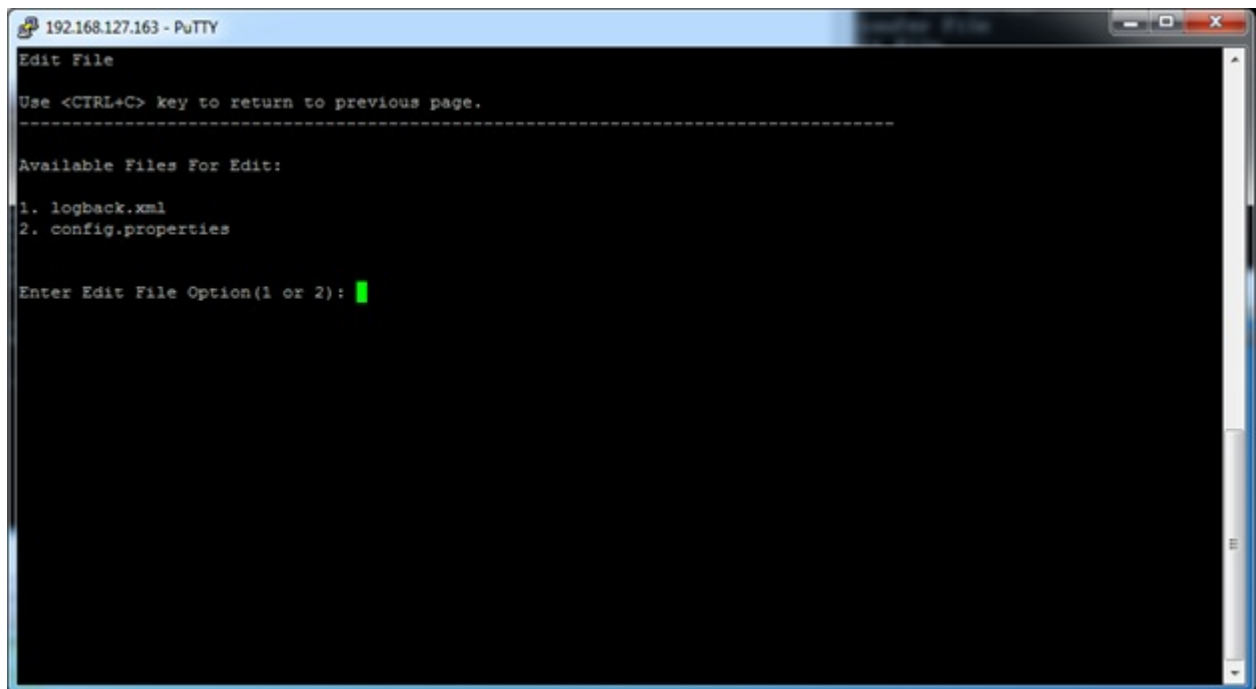 192.168.127.163 - PuTTY
Edit File
Use <CTRL+C> key to return to previous page.
-----------------------------------------------------------------------------------
Available Files For Edit:
1. logback.xml
2. config.properties
Enter Edit File Option(1 or 2):